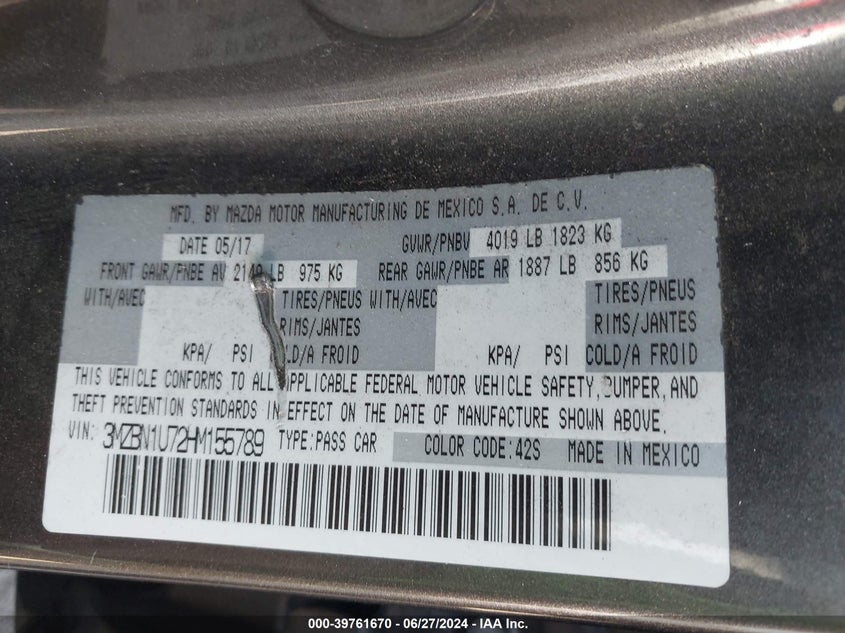 MFD. BY MAZDA MOTOR MANUFACTURING DE MEXICO S.A. DE C.V.
DATE 05/17 GVWR/PNBV 4019 LB 1823 KG
FRONT GAWR/PNBE AV 2149 LB 975 KG REAR GAWR/PNBE AR 1887 LB 856 KG
WITH/AVEC TIRES/PNEUS WITH/AVEC TIRES/PNEUS
RIMS/JANTES RIMS/JANTES
KPA/ PSI COLD/A FROID KPA/ PSI COLD/A FROID
THIS VEHICLE CONFORMS TO ALL APPLICABLE FEDERAL MOTOR VEHICLE SAFETY, BUMPER, AND
THEFT PREVENTION STANDARDS IN EFFECT ON THE DATE OF MANUFACTURE SHOWN ABOVE.
VIN: 3MZBN1U72HM155789 TYPE:PASS CAR COLOR CODE:42S MADE IN MEXICO
000-39761670 - 06/27/2024 - IAA Inc.